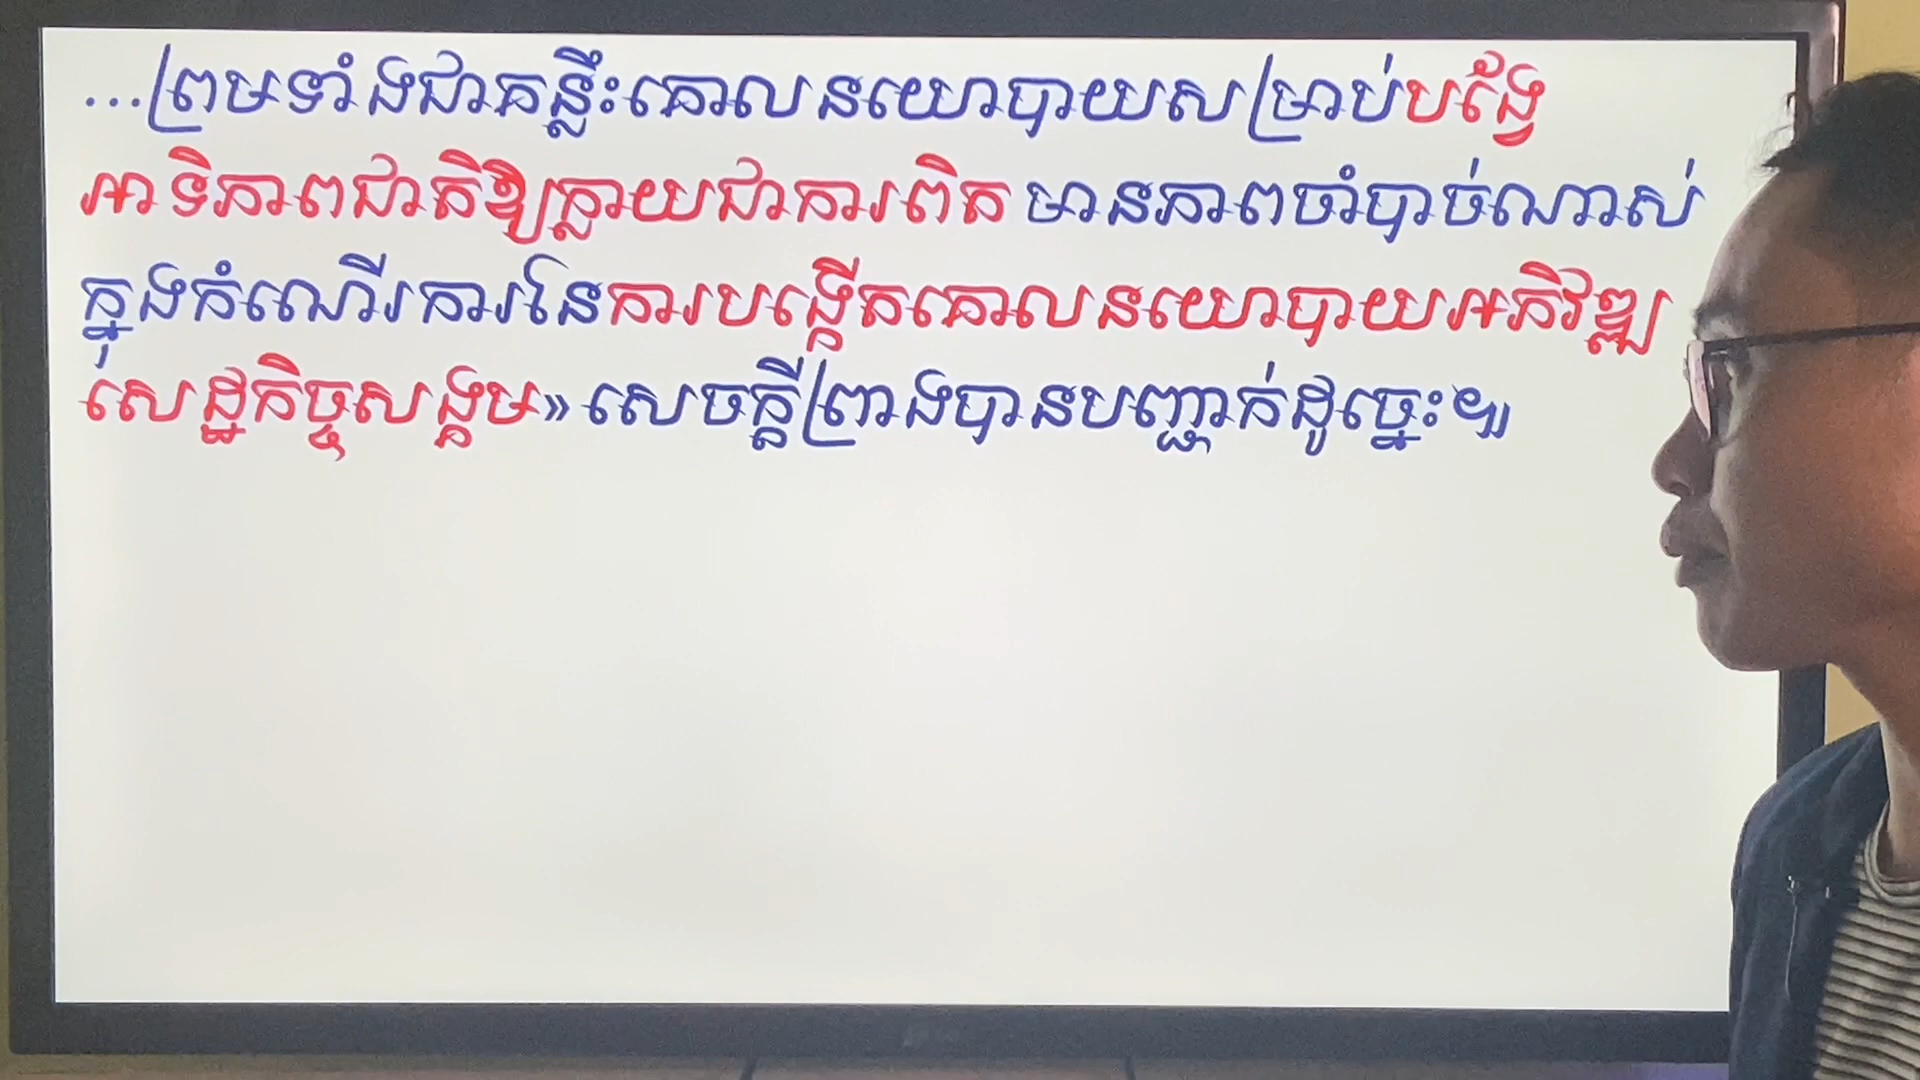 ...ព្រមទាំងជាគន្លឹះគោលនយោបាយសម្រាប់បង្វែ
អាទិភាពជាតិឱ្យក្លាយជាការពិត មានភាពចាំបាច់ណាស់
ក្នុងកំណើរការនៃការបង្កើតគោលនយោបាយអភិវឌ្ឍ
សេដ្ឋកិច្ចសង្គម» សេចក្តីព្រាងបានបញ្ជាក់ដូច្នេះ៕